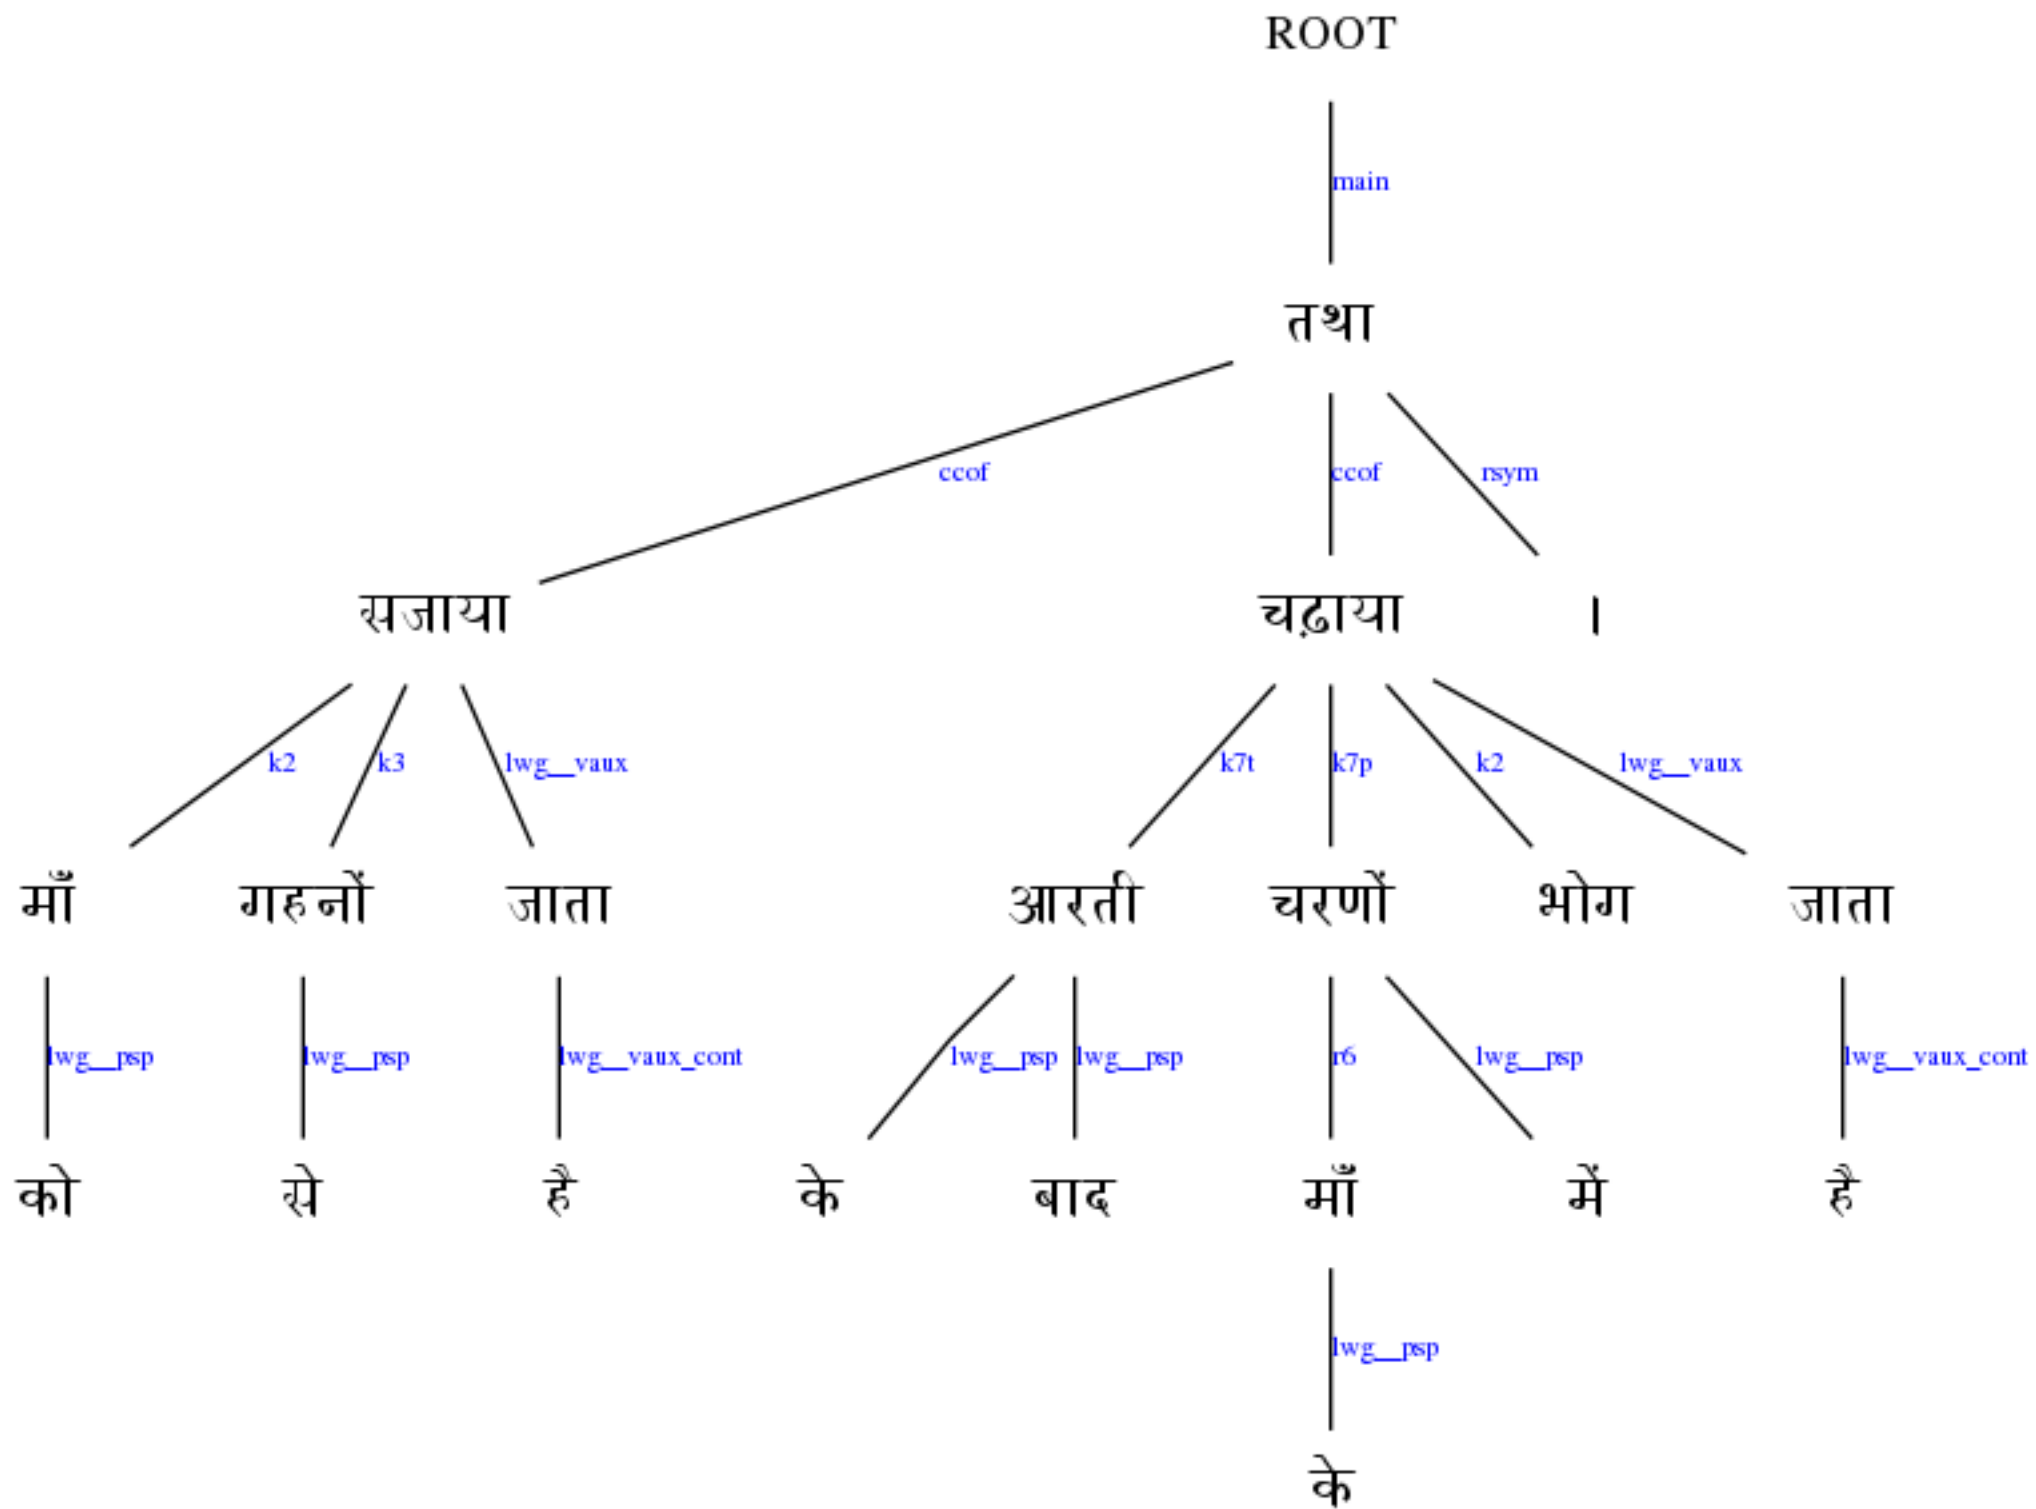 ROOT
main
तथा
ccof ccof rsym
सजाया चढ़ाया ।
k2 k3 lwg__vaux k7t k7p k2 lwg__vaux
माँ गहनों जाता आरती चरणों भोग जाता
lwg__psp lwg__psp lwg__vaux_cont lwg__psp lwg__psp r6 lwg__psp lwg__vaux_cont
को से है के बाद माँ में है
lwg__psp
के